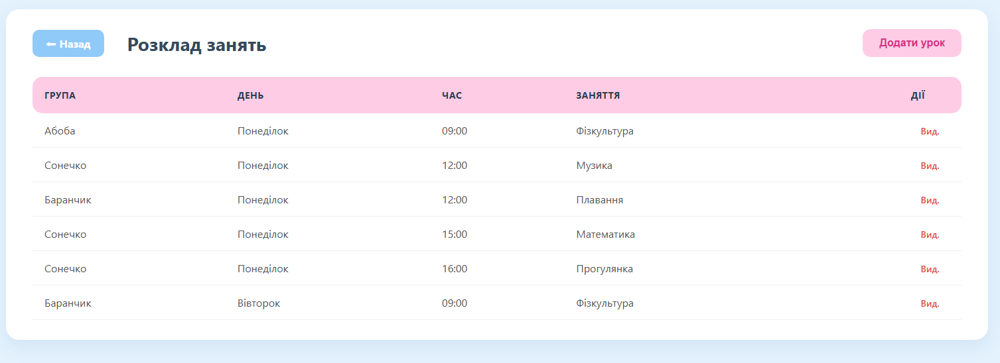 ⬅ Назад Розклад занять Додати урок
ГРУПА ДЕНЬ ЧАС ЗАНЯТТЯ ДІЇ
Абоба Понеділок 09:00 Фізкультура Вид.
Сонечко Понеділок 12:00 Музика Вид.
Баранчик Понеділок 12:00 Плавання Вид.
Сонечко Понеділок 15:00 Математика Вид.
Сонечко Понеділок 16:00 Прогулянка Вид.
Баранчик Вівторок 09:00 Фізкультура Вид.